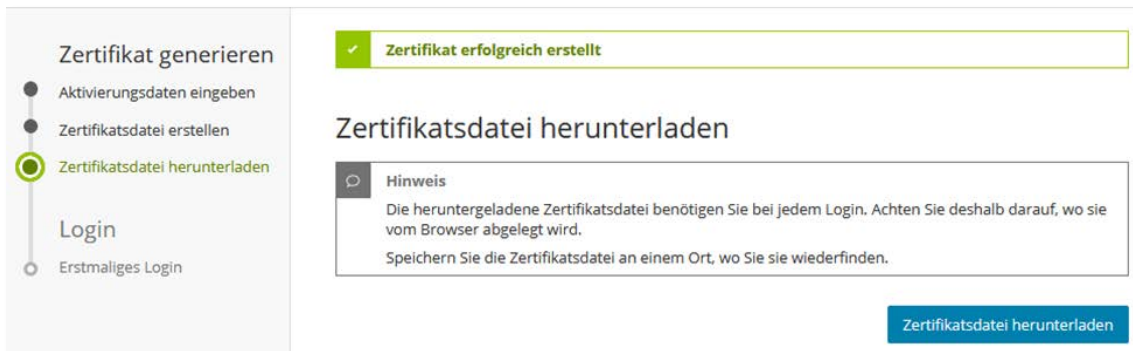 Zertifikat generieren
Aktivierungsdaten eingeben
Zertifikatsdatei erstellen
Zertifikatsdatei herunterladen
Login
Erstmaliges Login
Zertifikat erfolgreich erstellt
Zertifikatsdatei herunterladen
Hinweis
Die heruntergeladene Zertifikatsdatei benötigen Sie bei jedem Login. Achten Sie deshalb darauf, wo sie
vom Browser abgelegt wird.
Speichern Sie die Zertifikatsdatei an einem Ort, wo Sie sie wiederfinden.
Zertifikatsdatei herunterladen